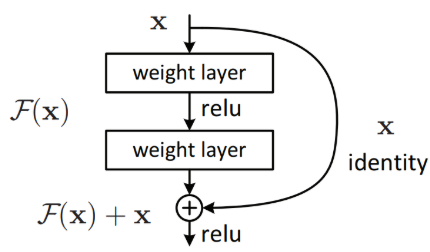 x
weight layer
relu
F(x)
x
weight layer
identity
F(x) + x
+
relu